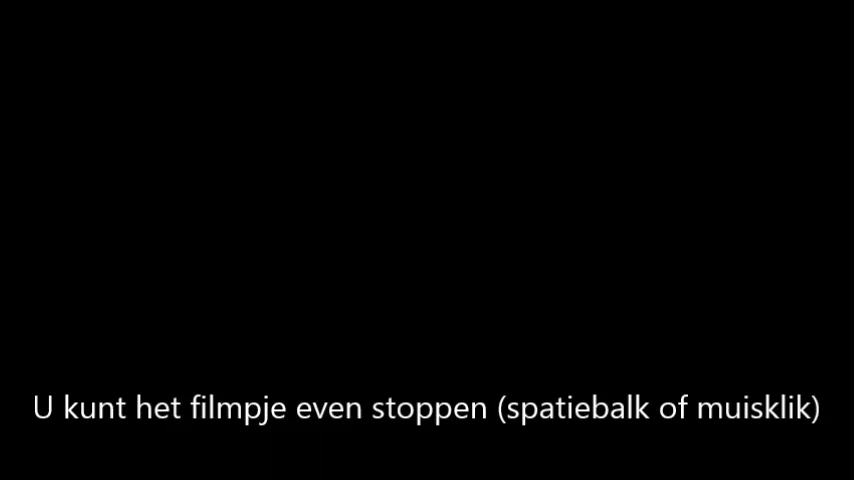 U kunt het filmpje even stoppen (spatiebalk of muisklik)